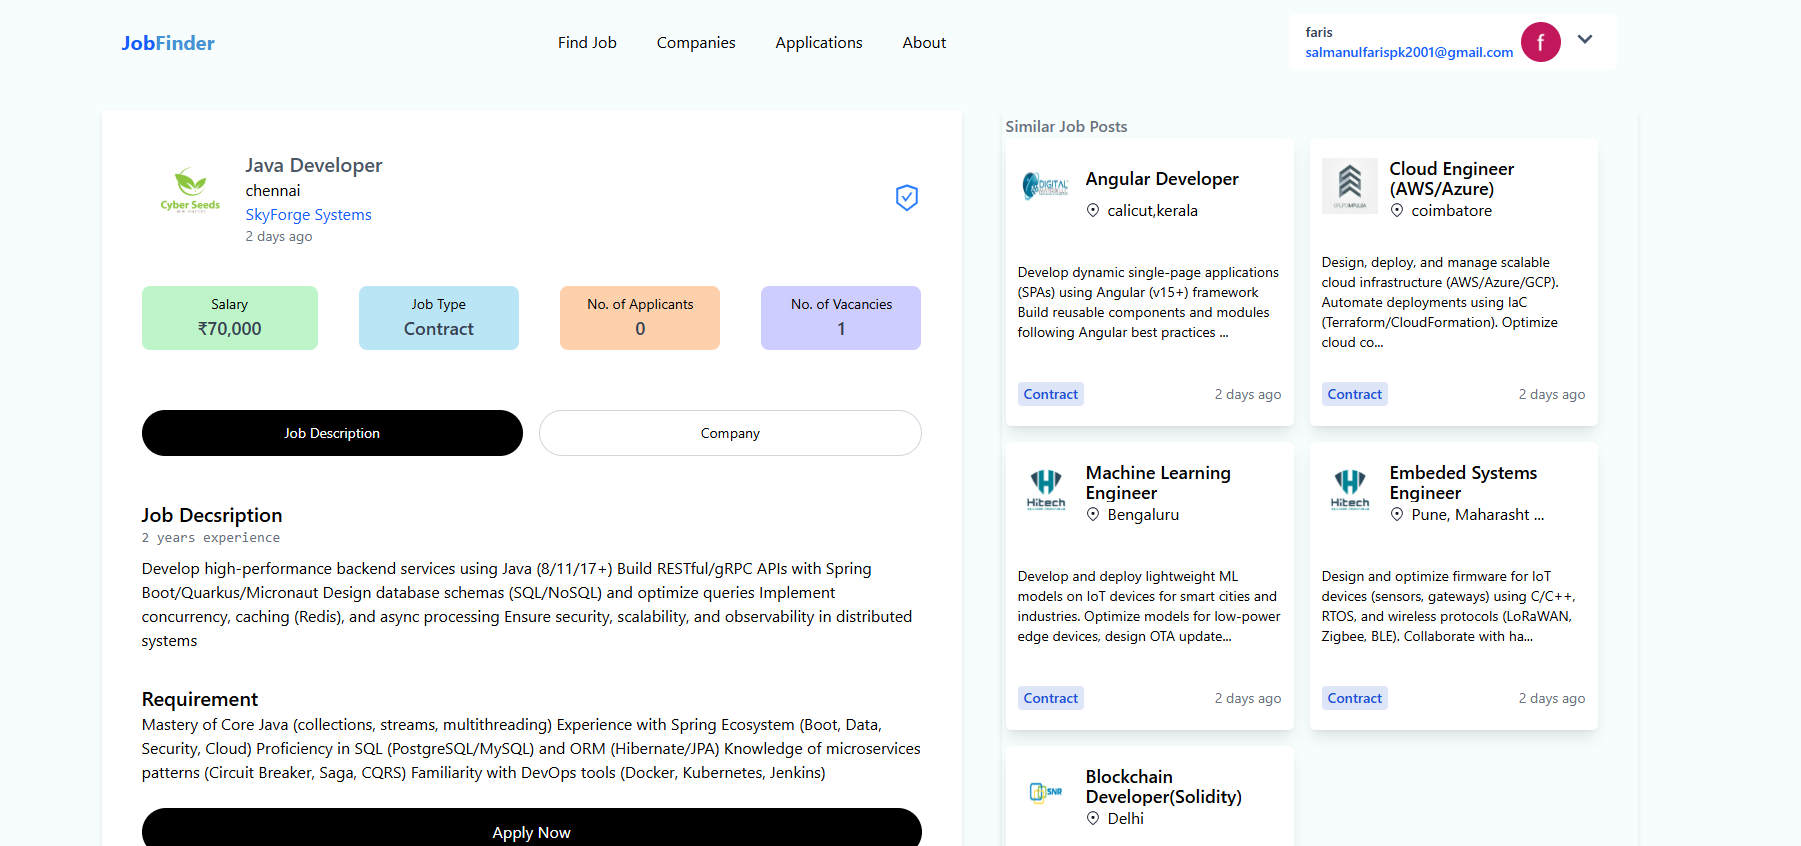 JobFinder
Find Job
Companies
Applications
About
faris
salmanulfarispk2001@gmail.com
f
Cyber Seeds
Java Developer
chennai
SkyForge Systems
2 days ago
Salary
₹70,000
Job Type
Contract
No. of Applicants
0
No. of Vacancies
1
Job Description
Company
Job Decsription
2 years experience
Develop high-performance backend services using Java (8/11/17+) Build RESTful/gRPC APIs with Spring
Boot/Quarkus/Micronaut Design database schemas (SQL/NoSQL) and optimize queries Implement
concurrency, caching (Redis), and async processing Ensure security, scalability, and observability in distributed
systems
Requirement
Mastery of Core Java (collections, streams, multithreading) Experience with Spring Ecosystem (Boot, Data,
Security, Cloud) Proficiency in SQL (PostgreSQL/MySQL) and ORM (Hibernate/JPA) Knowledge of microservices
patterns (Circuit Breaker, Saga, CQRS) Familiarity with DevOps tools (Docker, Kubernetes, Jenkins)
Apply Now
Similar Job Posts
DIGITAL
Angular Developer
calicut,kerala
Develop dynamic single-page applications
(SPAs) using Angular (v15+) framework
Build reusable components and modules
following Angular best practices ...
Contract
2 days ago
Cloud Engineer
(AWS/Azure)
coimbatore
Design, deploy, and manage scalable
cloud infrastructure (AWS/Azure/GCP).
Automate deployments using IaC
(Terraform/CloudFormation). Optimize
cloud co...
Contract
2 days ago
Hitech
Machine Learning
Engineer
Bengaluru
Develop and deploy lightweight ML
models on IoT devices for smart cities and
industries. Optimize models for low-power
edge devices, design OTA update...
Contract
2 days ago
Hitech
Embeded Systems
Engineer
Pune, Maharasht ...
Design and optimize firmware for IoT
devices (sensors, gateways) using C/C++,
RTOS, and wireless protocols (LoRaWAN,
Zigbee, BLE). Collaborate with ha...
Contract
2 days ago
SNR
Blockchain
Developer(Solidity)
Delhi